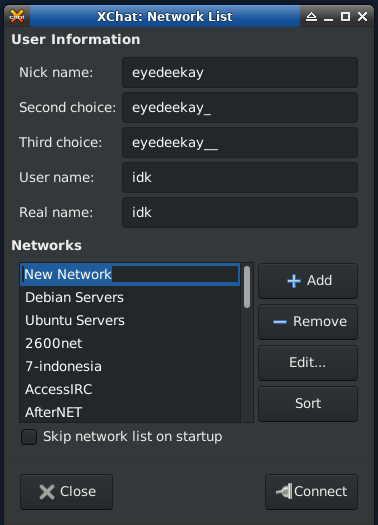 XChat: Network List
User Information
Nick name: eyedeekay
Second choice: eyedeekay_
Third choice: eyedeekay__
User name: idk
Real name: idk
Networks
New Network
Debian Servers
Ubuntu Servers
2600net
7-indonesia
AccessIRC
AfterNET
Add
Remove
Edit...
Sort
Skip network list on startup
Close
Connect